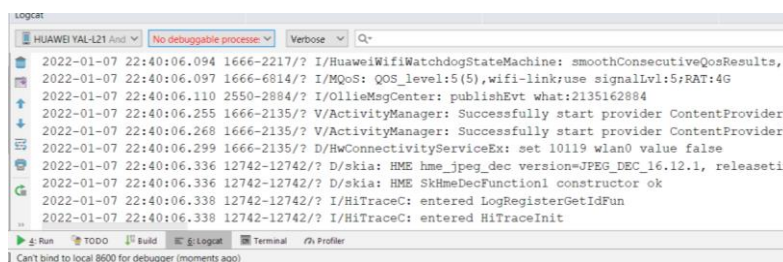 Logcat
HUAWEI YAL-L21 And No debuggable processe: Verbose Q
2022-01-07 22:40:06.094 1666-2217/? I/HuaweiWifiWatchdogStateMachine: smoothConsecutiveQosResults,
2022-01-07 22:40:06.097 1666-6814/? I/MQoS: QOS_level:5(5),wifi-link;use signalLvl:5;RAT:4G
2022-01-07 22:40:06.110 2550-2884/? I/OllieMsgCenter: publishEvt what:2135162884
2022-01-07 22:40:06.255 1666-2135/? V/ActivityManager: Successfully start provider ContentProvider
2022-01-07 22:40:06.268 1666-2135/? V/ActivityManager: Successfully start provider ContentProvider
2022-01-07 22:40:06.299 1666-2135/? D/HwConnectivityServiceEx: set 10119 wlan0 value false
2022-01-07 22:40:06.336 12742-12742/? D/skia: HME hme_jpeg_dec version=JPEG_DEC_16.12.1, releaseti
2022-01-07 22:40:06.336 12742-12742/? D/skia: HME SkHmeDecFunction1 constructor ok
2022-01-07 22:40:06.338 12742-12742/? I/HiTraceC: entered LogRegisterGetIdFun
2022-01-07 22:40:06.338 12742-12742/? I/HiTraceC: entered HiTraceInit
4: Run TODO Build 6: Logcat Terminal Profiler
Can't bind to local 8600 for debugger (moments ago)